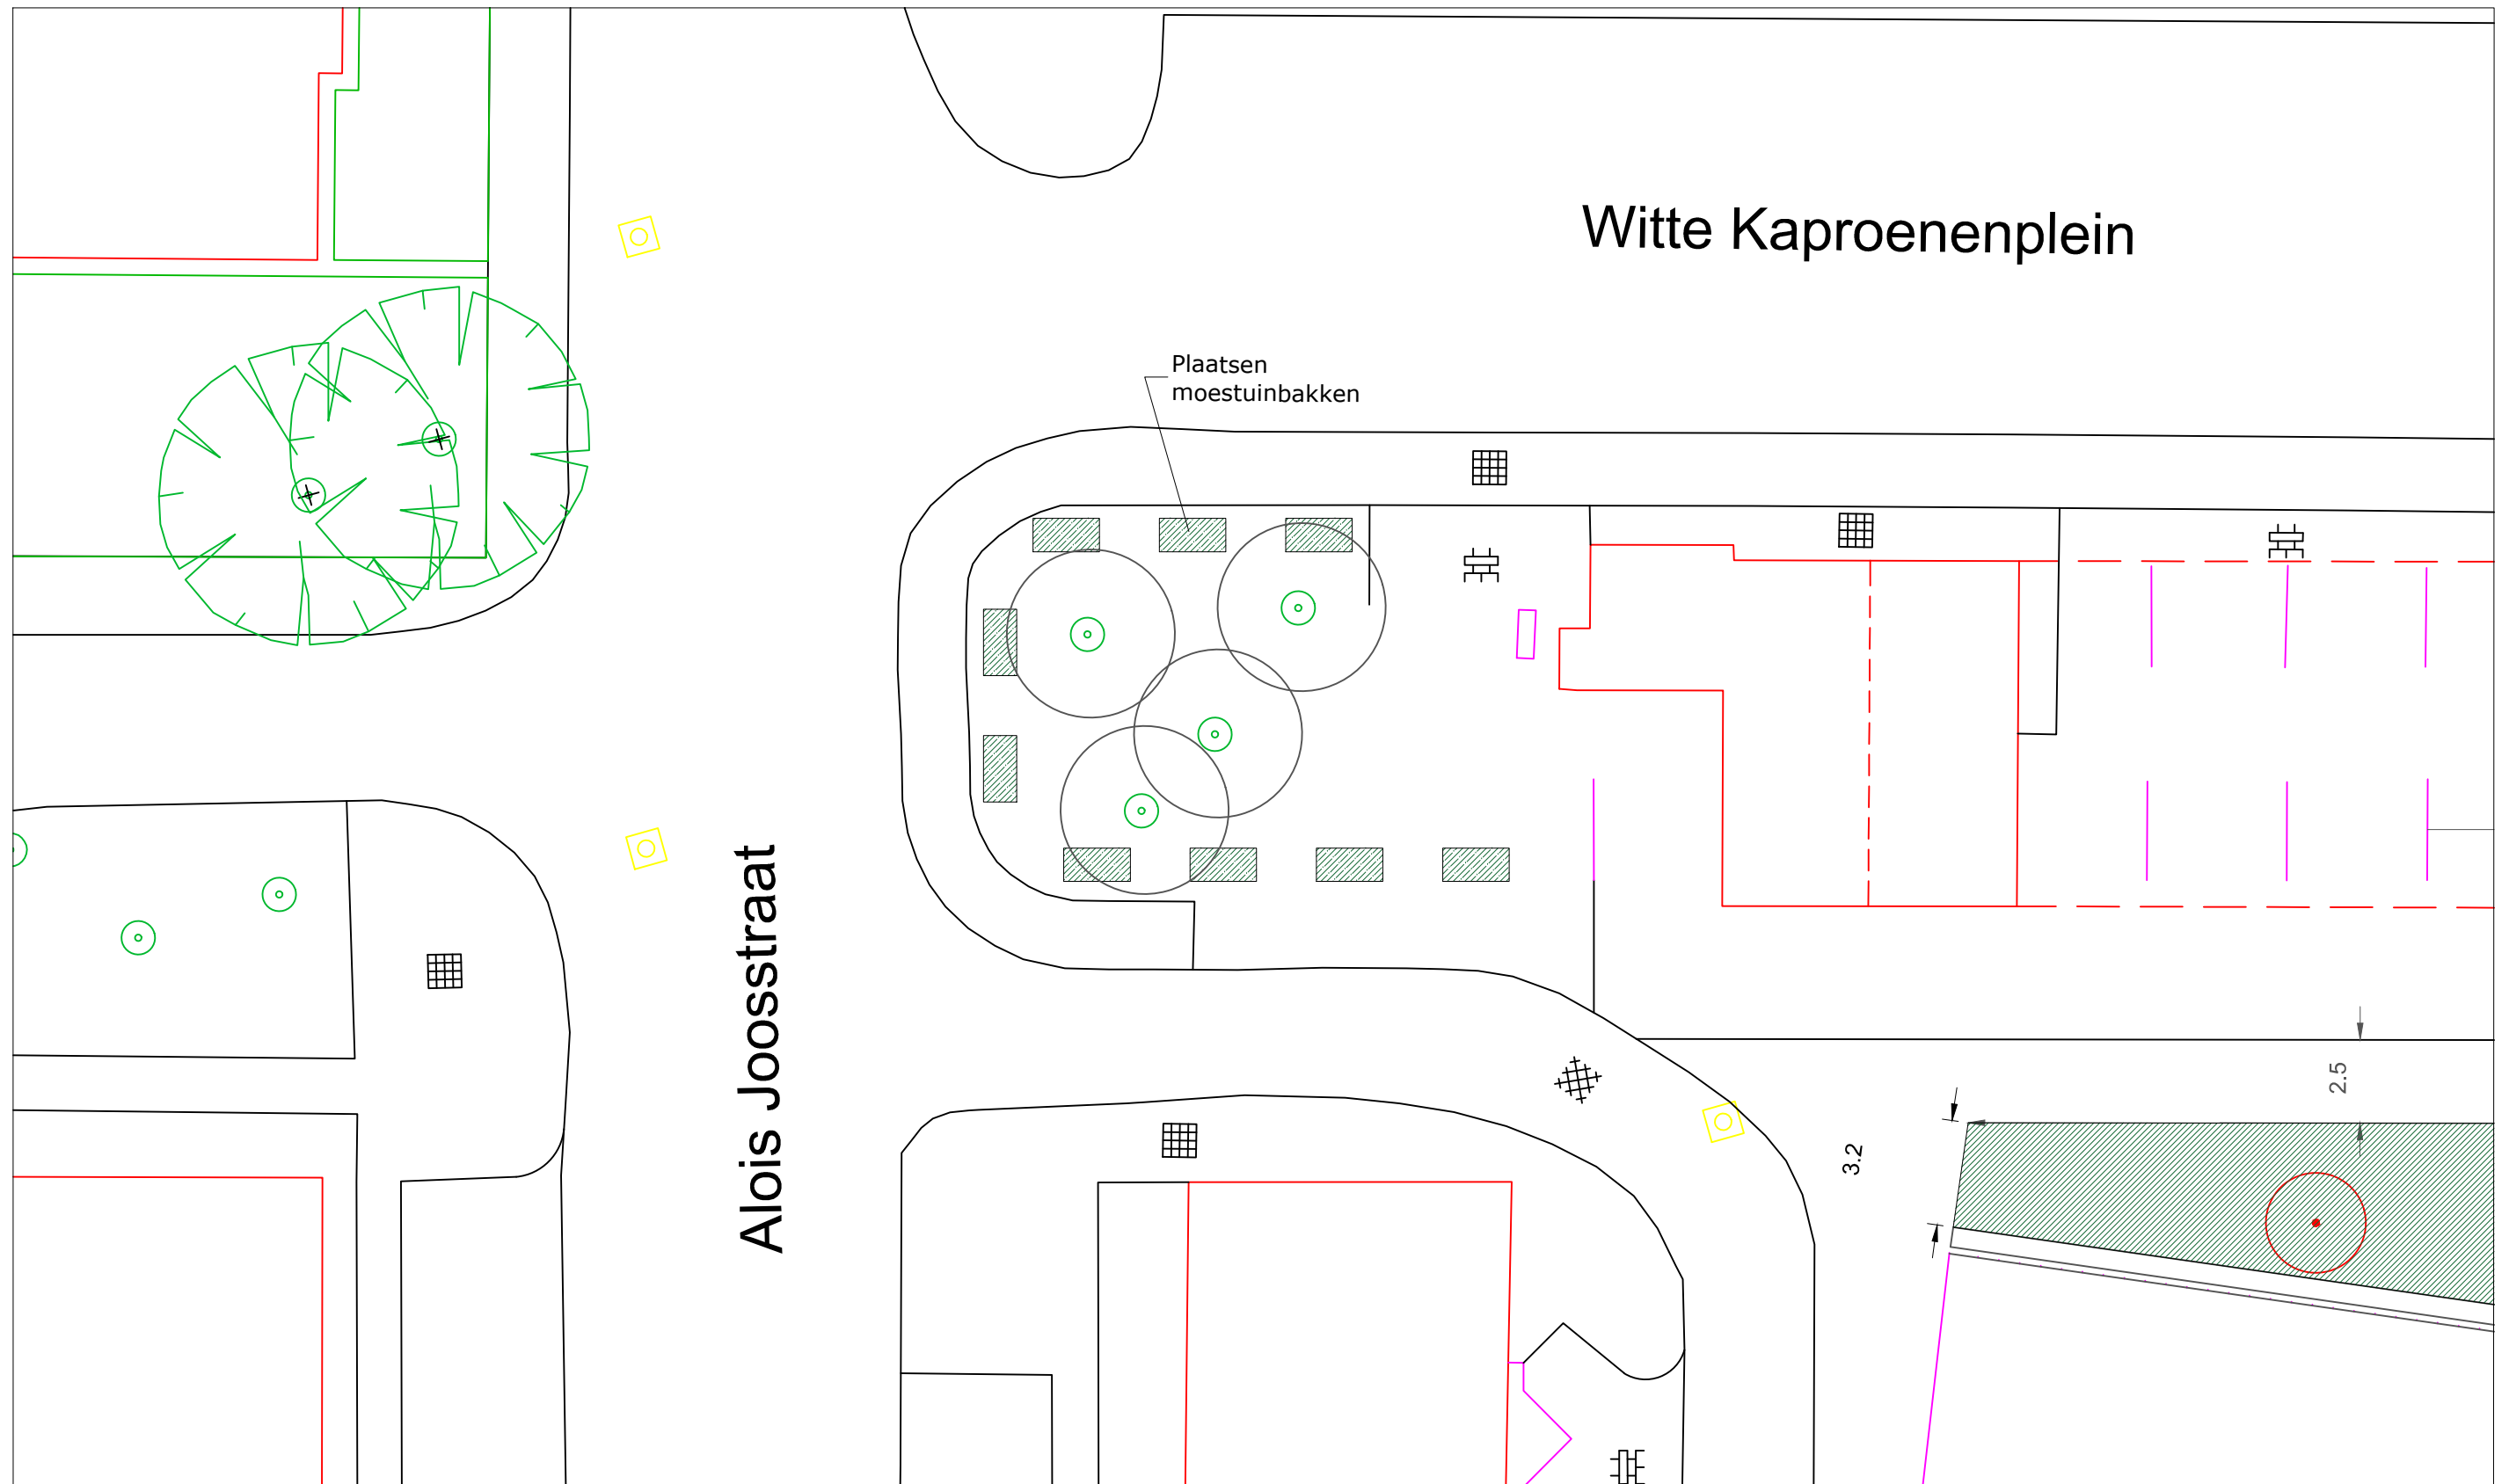 Witte Kaproenenplein
Plaatsen
moestuinbakken
Alois Joosstraat
2.5
3.2